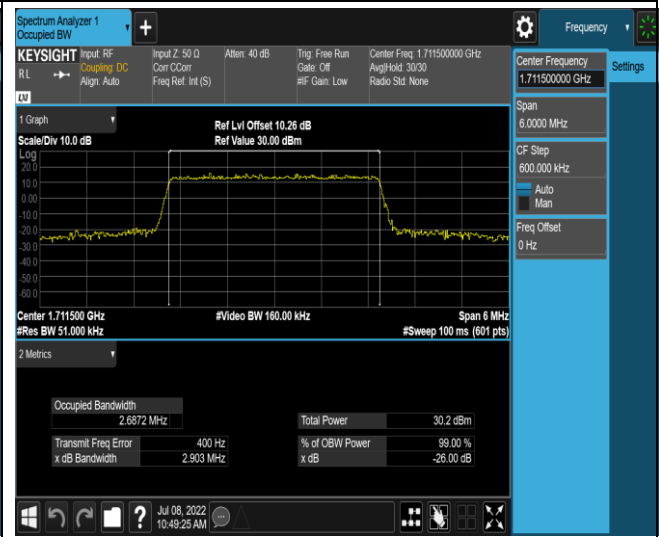 Spectrum Analyzer 1
Occupied BW
+
Frequency
KEYSIGHT
RL
LXI
Input: RF
Coupling: DC
Align: Auto
Input Z: 50 Ω
Corr CCorr
Freq Ref: Int (S)
Atten: 40 dB
Trig: Free Run
Gate: Off
#IF Gain: Low
Center Freq: 1.711500000 GHz
Avg|Hold: 30/30
Radio Std: None
Center Frequency
1.711500000 GHz
Settings
Span
6.0000 MHz
CF Step
600.000 kHz
Auto
Man
Freq Offset
0 Hz
1 Graph
Scale/Div 10.0 dB
Ref Lvl Offset 10.26 dB
Ref Value 30.00 dBm
Log
20.0
10.0
0.00
-10.0
-20.0
-30.0
-40.0
-50.0
-60.0
Center 1.711500 GHz
#Video BW 160.00 kHz
Span 6 MHz
#Res BW 51.000 kHz
#Sweep 100 ms (601 pts)
2 Metrics
Occupied Bandwidth
2.6872 MHz
Total Power 30.2 dBm
Transmit Freq Error 400 Hz
% of OBW Power 99.00 %
x dB Bandwidth 2.903 MHz
x dB -26.00 dB
?
Jul 08, 2022
10:49:25 AM